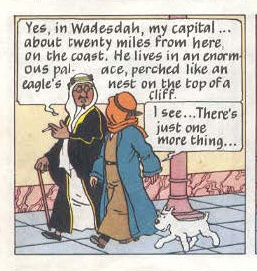 Yes, in Wadesdah, my capital ...
about twenty miles from here,
on the coast. He lives in an enorm-
ous pal- ace, perched like an
eagle's nest on the top of a
cliff.
I see...There's
just one
more thing...